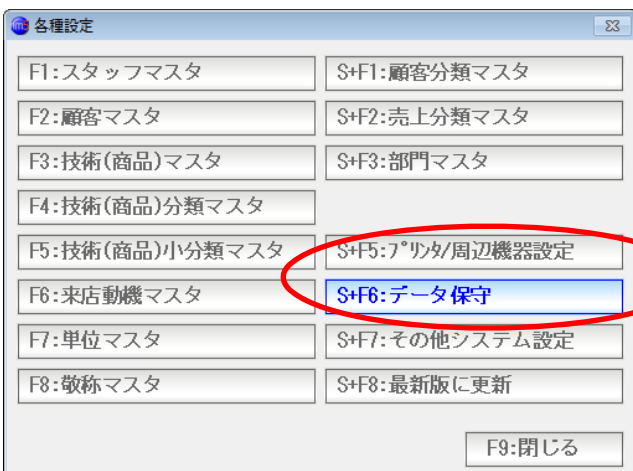 各種設定
F1:スタッフマスタ
S+F1:顧客分類マスタ
F2:顧客マスタ
S+F2:売上分類マスタ
F3:技術(商品)マスタ
S+F3:部門マスタ
F4:技術(商品)分類マスタ
F5:技術(商品)小分類マスタ
S+F5:プリンタ/周辺機器設定
F6:来店動機マスタ
S+F6:データ保守
F7:単位マスタ
S+F7:その他システム設定
F8:敬称マスタ
S+F8:最新版に更新
F9:閉じる